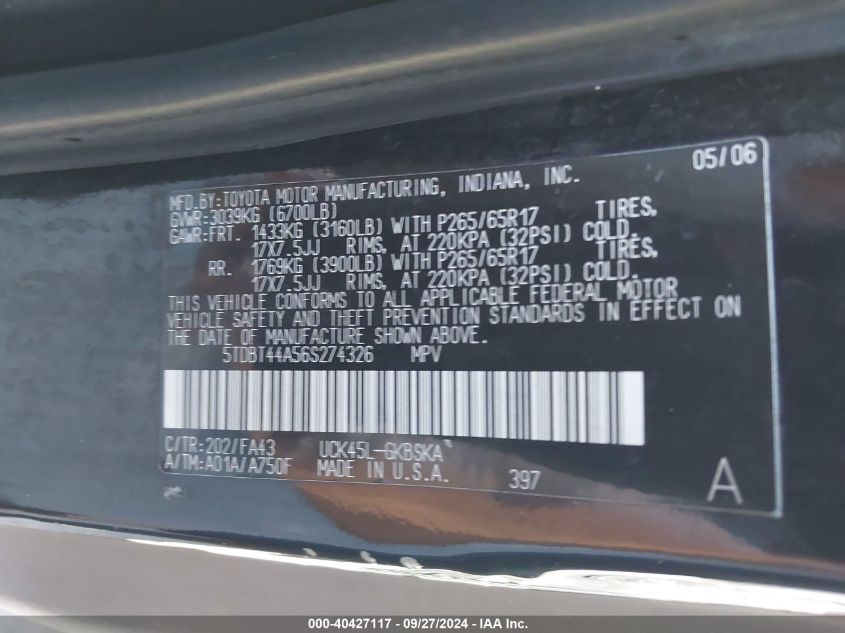 05/06
MFD.BY:TOYOTA MOTOR MANUFACTURING, INDIANA, INC.
GVWR:3039KG (6700LB)
GAWR:FRT. 1433KG (3160LB) WITH P265/65R17 TIRES,
17X7.5JJ RIMS, AT 220KPA (32PSI) COLD.
RR. 1769KG (3900LB) WITH P265/65R17 TIRES,
17X7.5JJ RIMS, AT 220KPA (32PSI) COLD.
THIS VEHICLE CONFORMS TO ALL APPLICABLE FEDERAL MOTOR
VEHICLE SAFETY AND THEFT PREVENTION STANDARDS IN EFFECT ON
THE DATE OF MANUFACTURE SHOWN ABOVE.
5TDBT44A56S274326 MPV
C/TR:202/FA43 UCK45L-GKBSKA
A/TM:A01A/A750F MADE IN U.S.A. 397
A
000-40427117 - 09/27/2024 - IAA Inc.